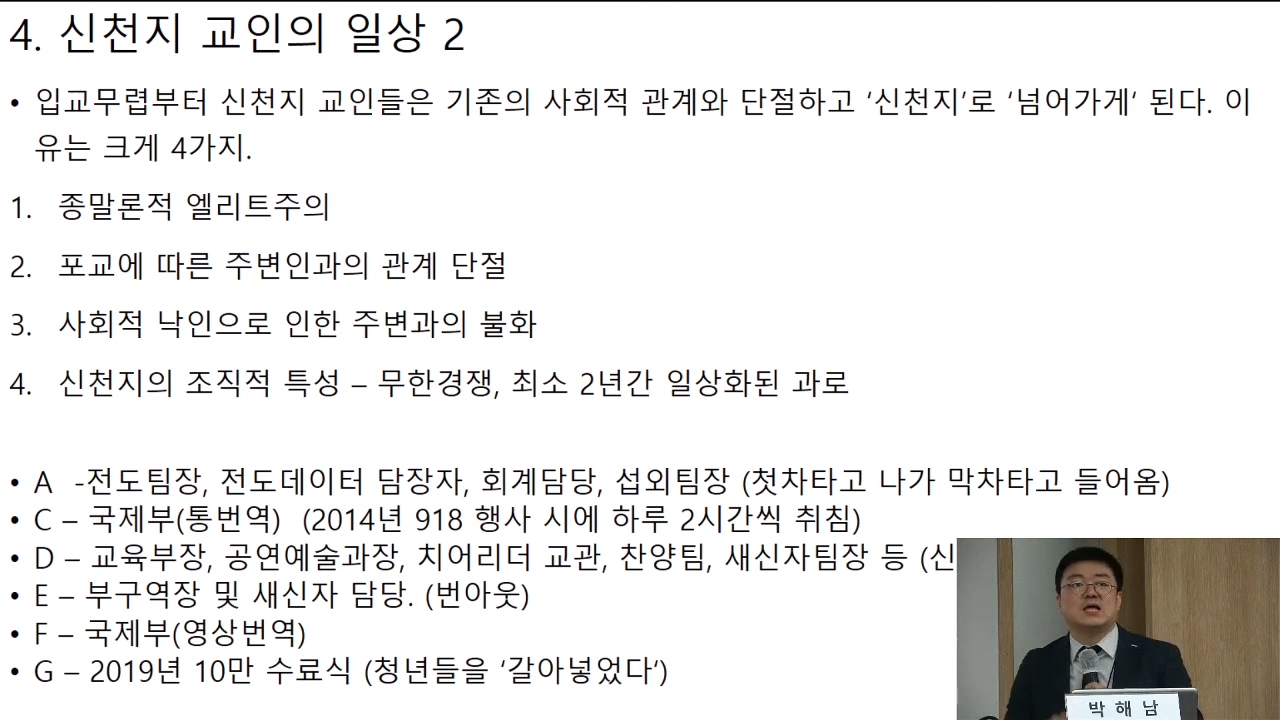 4. 신천지 교인의 일상 2
• 입교무렵부터 신천지 교인들은 기존의 사회적 관계와 단절하고 ‘신천지’로 ‘넘어가게‘ 된다. 이
유는 크게 4가지.
1. 종말론적 엘리트주의
2. 포교에 따른 주변인과의 관계 단절
3. 사회적 낙인으로 인한 주변과의 불화
4. 신천지의 조직적 특성 – 무한경쟁, 최소 2년간 일상화된 과로
• A -전도팀장, 전도데이터 담장자, 회계담당, 섭외팀장 (첫차타고 나가 막차타고 들어옴)
• C – 국제부(통번역) (2014년 918 행사 시에 하루 2시간씩 취침)
• D – 교육부장, 공연예술과장, 치어리더 교관, 찬양팀, 새신자팀장 등 (신
• E – 부구역장 및 새신자 담당. (번아웃)
• F – 국제부(영상번역)
• G – 2019년 10만 수료식 (청년들을 ‘갈아넣었다‘)
박 해 남